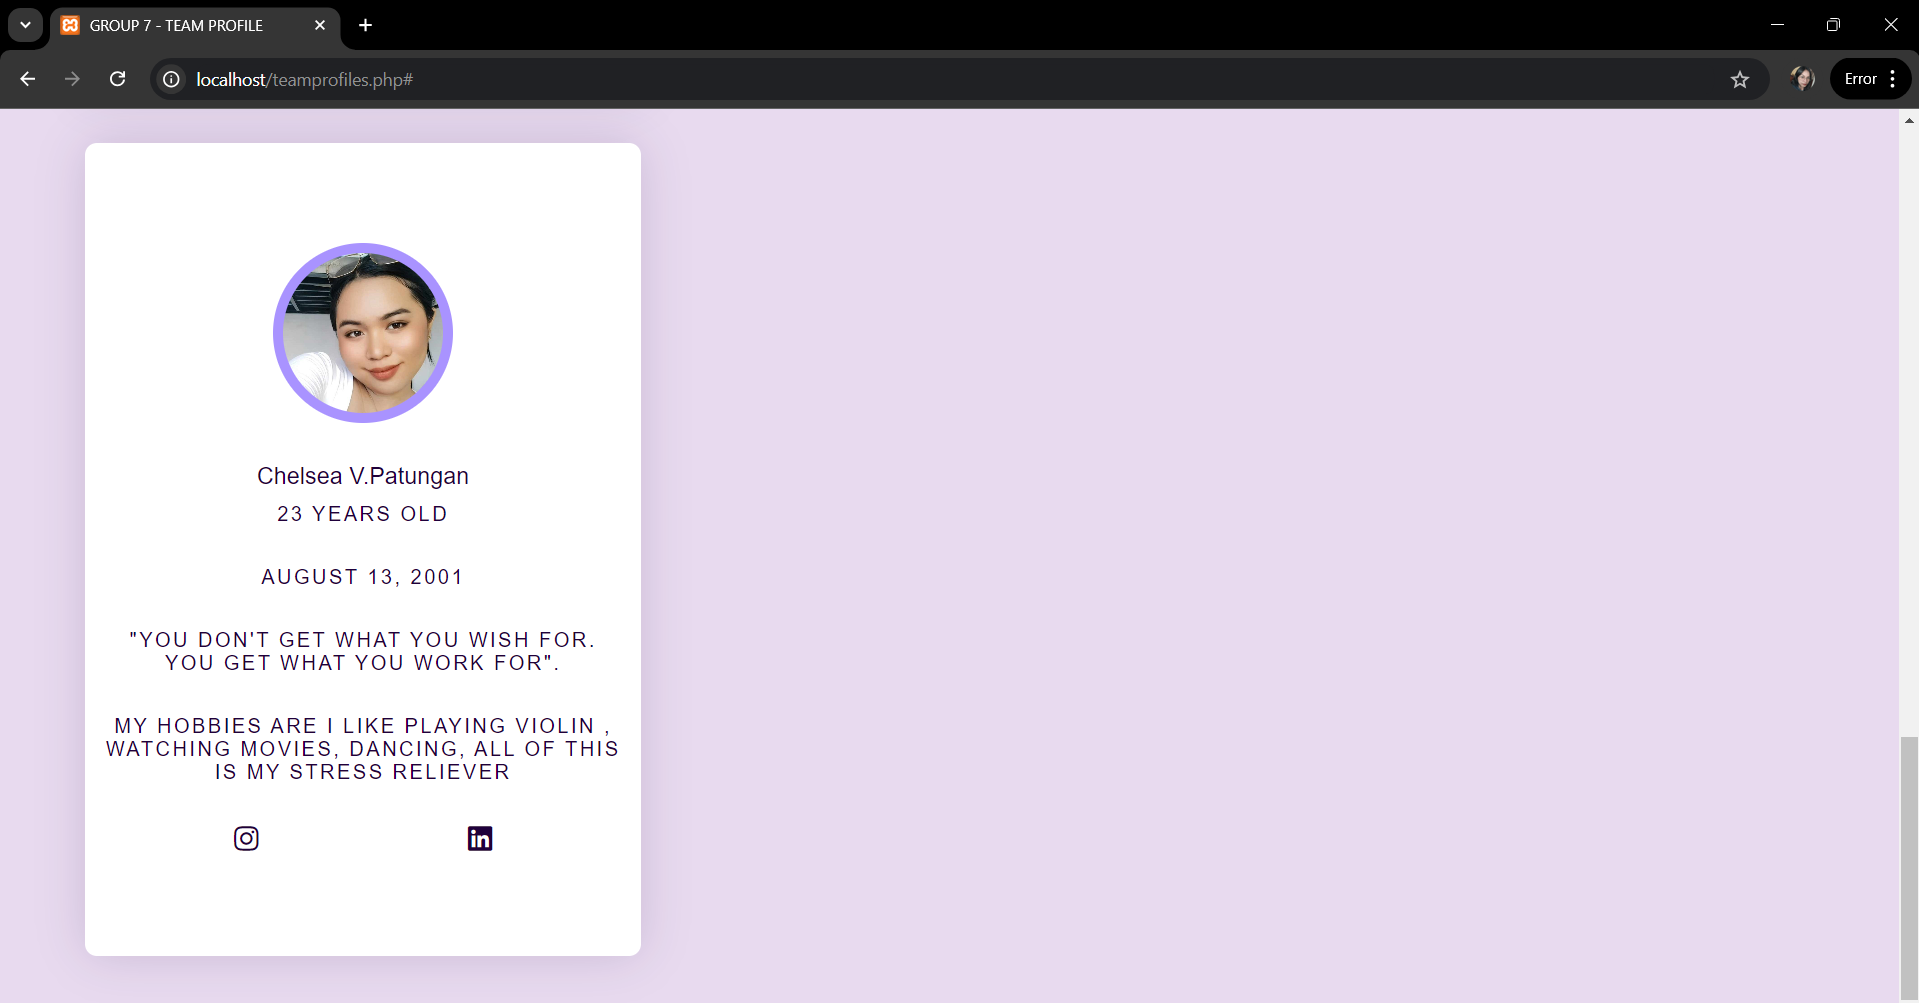 GROUP 7 - TEAM PROFILE
localhost/teamprofiles.php#
Error
Chelsea V.Patungan
23 YEARS OLD
AUGUST 13, 2001
"YOU DON'T GET WHAT YOU WISH FOR.
YOU GET WHAT YOU WORK FOR".
MY HOBBIES ARE I LIKE PLAYING VIOLIN ,
WATCHING MOVIES, DANCING, ALL OF THIS
IS MY STRESS RELIEVER